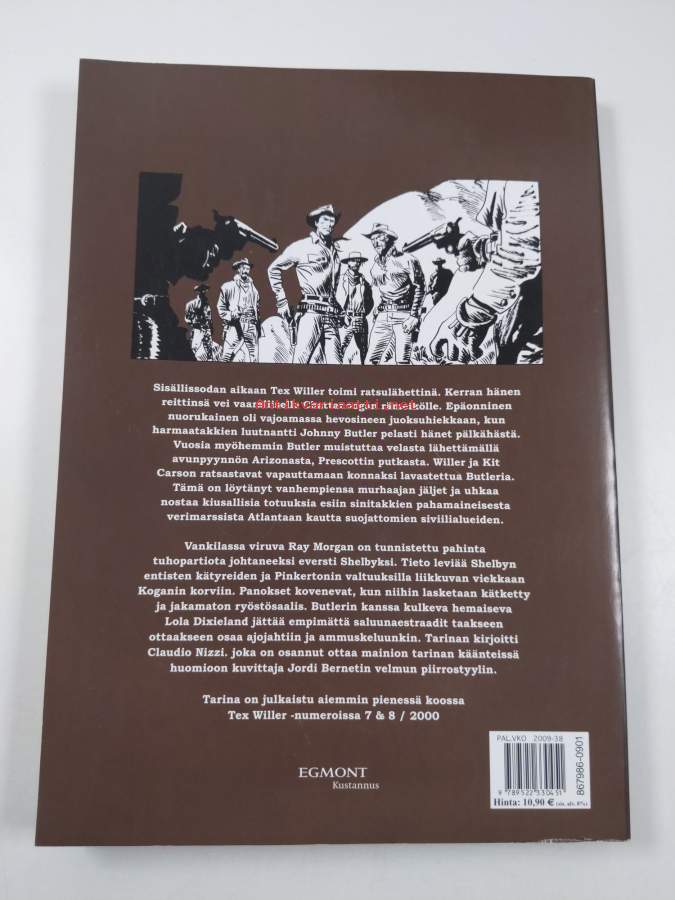 Sisällissodan aikaan Tex Willer toimi ratsulähettinä. Kerran hänen
reittinsä vei Epäonninen
nuorukainen oli vajoamassa hevosineen juoksuhiekkaan, kun
harmaatakkien luutnantti Johnny Butler pelasti hänet pälkähästä.
Vuosia myöhemmin Butler muistuttaa velasta lähettämällä
avunpyynnön Arizonasta, Prescottin putkasta. Willer ja Kit
Carson ratsastavat vapauttamaan konnaksi lavastettua Butleria.
Tämä on löytänyt vanhempiensa murhaajan jäljet ja uhkaa
nostaa kiusallisia totuuksia esiin sinitakkien pahamaineisesta
verimarssista Atlantaan kautta suojattomien siviilialueiden.
Vankilassa viruva Ray Morgan on tunnistettu pahinta
tuhopartiota johtaneeksi eversti Shelbyksi. Tieto leviää Shelbyn
entisten kätyreiden ja Pinkertonin valtuuksilla liikkuvan viekkaan
Koganin korviin. Panokset kovenevat, kun niihin lasketaan kätketty
ja jakamaton ryöstösaalis. Butlerin kanssa kulkeva hemaiseva
Lola Dixieland jättää empimättä saluunaestraadit taakseen
ottaakseen osaa ajojahtiin ja ammuskeluunkin. Tarinan kirjoitti
Claudio Nizzi. joka on osannut ottaa mainion tarinan käänteissä
huomioon kuvittaja Jordi Bernetin velmun piirrostyylin.
Tarina on julkaistu aiemmin pienessä koossa
Tex Willer -numeroissa 7 & 8 / 2000
EGMONT
Kustannus
PAL.VKO 2009-38
867986-0901
9 789522 330451
Hinta: 10,90 € (sis. alv. 8%)